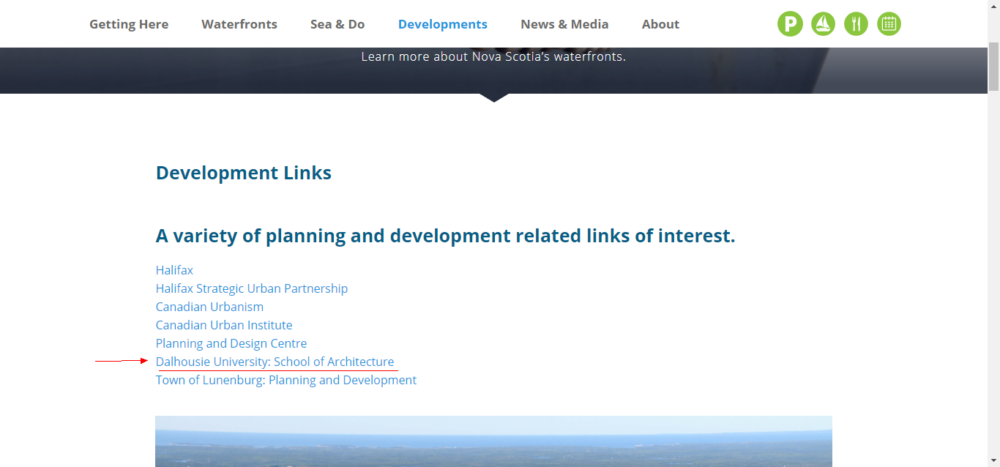 Getting Here Waterfronts Sea & Do Developments News & Media About P
Learn more about Nova Scotia’s waterfronts.
Development Links
A variety of planning and development related links of interest.
Halifax
Halifax Strategic Urban Partnership
Canadian Urbanism
Canadian Urban Institute
Planning and Design Centre
Dalhousie University: School of Architecture
Town of Lunenburg: Planning and Development